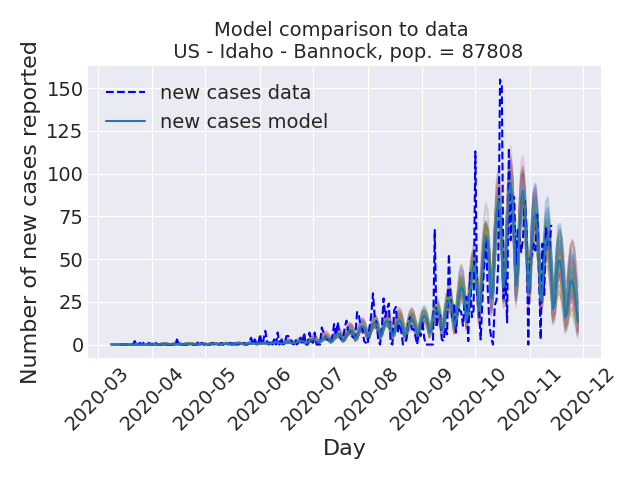 Model comparison to data
US - Idaho - Bannock, pop. = 87808
Number of new cases reported
150
125
100
75
50
25
0
new cases data
new cases model
2020-03
2020-04
2020-05
2020-06
2020-07
2020-08
2020-09
2020-10
2020-11
2020-12
Day